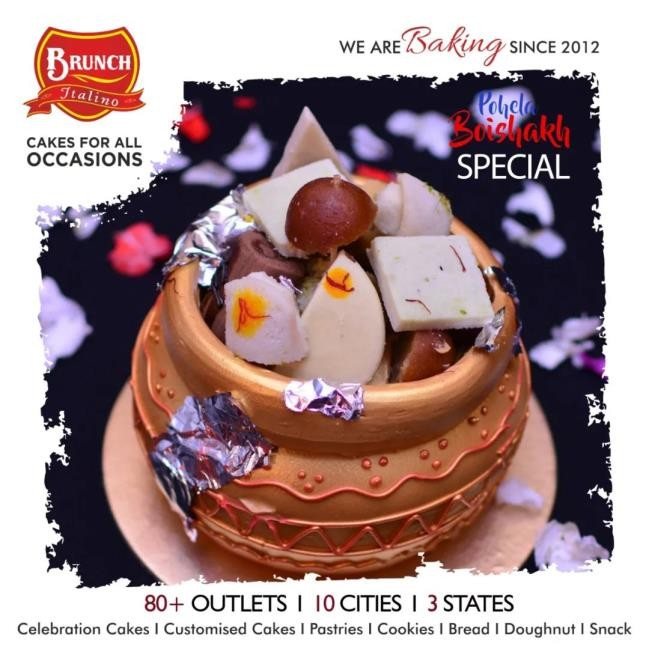 BRUNCH
Italino
CAKES FOR ALL
OCCASIONS
WE ARE Baking SINCE 2012
Pohela
Boishakh
SPECIAL
80+ OUTLETS I 10 CITIES I 3 STATES
Celebration Cakes I Customised Cakes I Pastries I Cookies I Bread I Doughnut I Snack